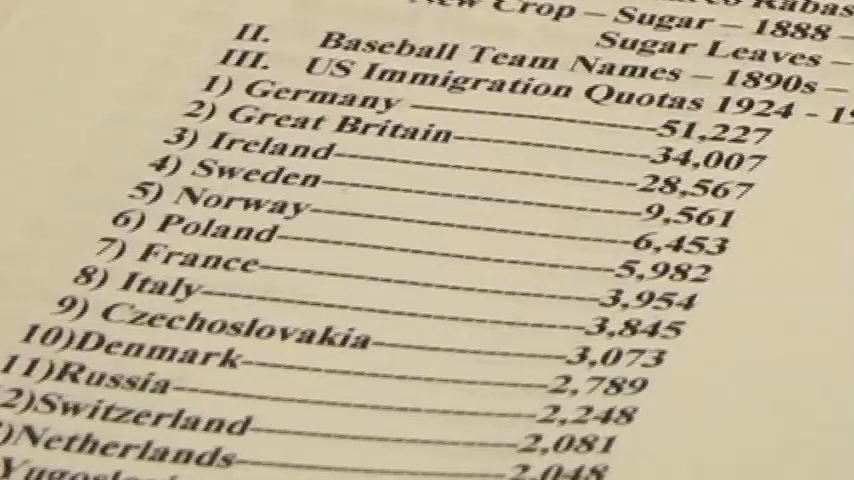 New Crop – Sugar – 1888 –
Sugar Leaves –
II. Baseball Team Names – 1890s –
III. US Immigration Quotas 1924 - 19
1) Germany 51,227
2) Great Britain 34,007
3) Ireland 28,567
4) Sweden 9,561
5) Norway 6,453
6) Poland 5,982
7) France 3,954
8) Italy 3,845
9) Czechoslovakia 3,073
10)Denmark 2,789
11)Russia 2,248
2)Switzerland 2,081
)Netherlands 2,048